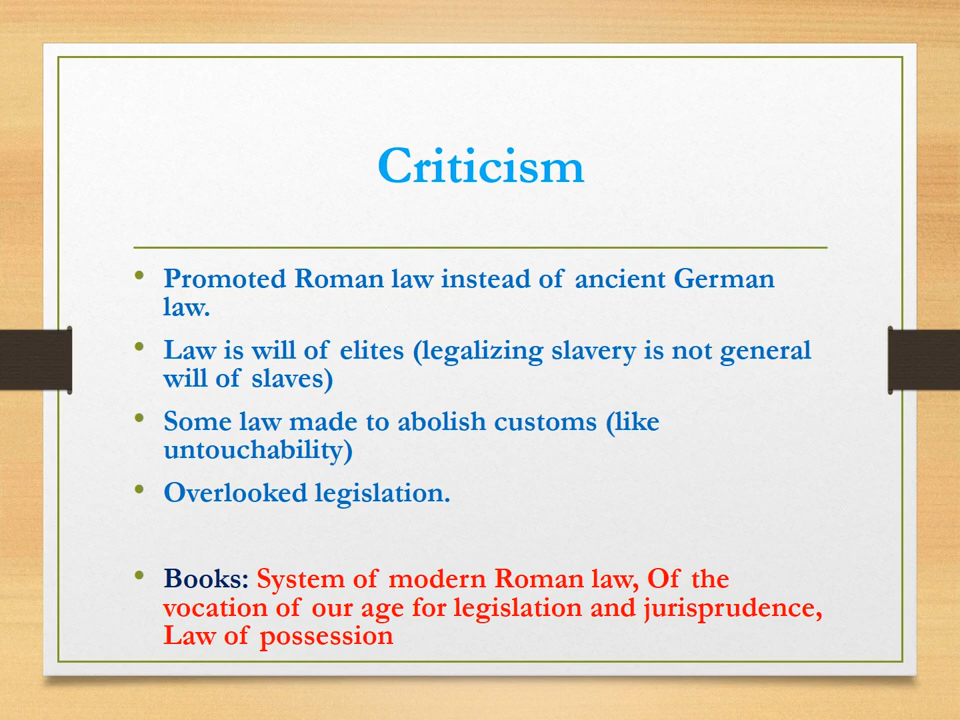 Criticism
• Promoted Roman law instead of ancient German
law.
• Law is will of elites (legalizing slavery is not general
will of slaves)
• Some law made to abolish customs (like
untouchability)
• Overlooked legislation.
• Books: System of modern Roman law, Of the
vocation of our age for legislation and jurisprudence,
Law of possession